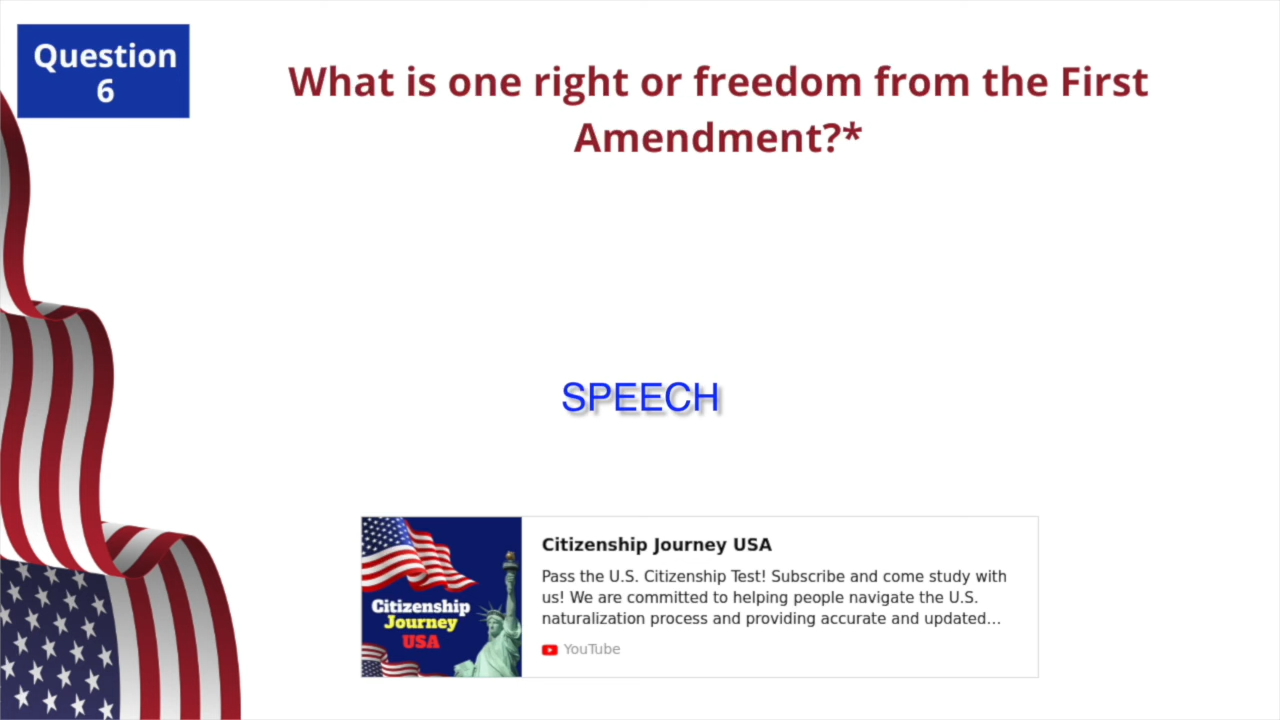 Question
6
What is one right or freedom from the First
Amendment?*
SPEECH
Citizenship
Journey
USA
Citizenship Journey USA
Pass the U.S. Citizenship Test! Subscribe and come study with
us! We are committed to helping people navigate the U.S.
naturalization process and providing accurate and updated...
YouTube